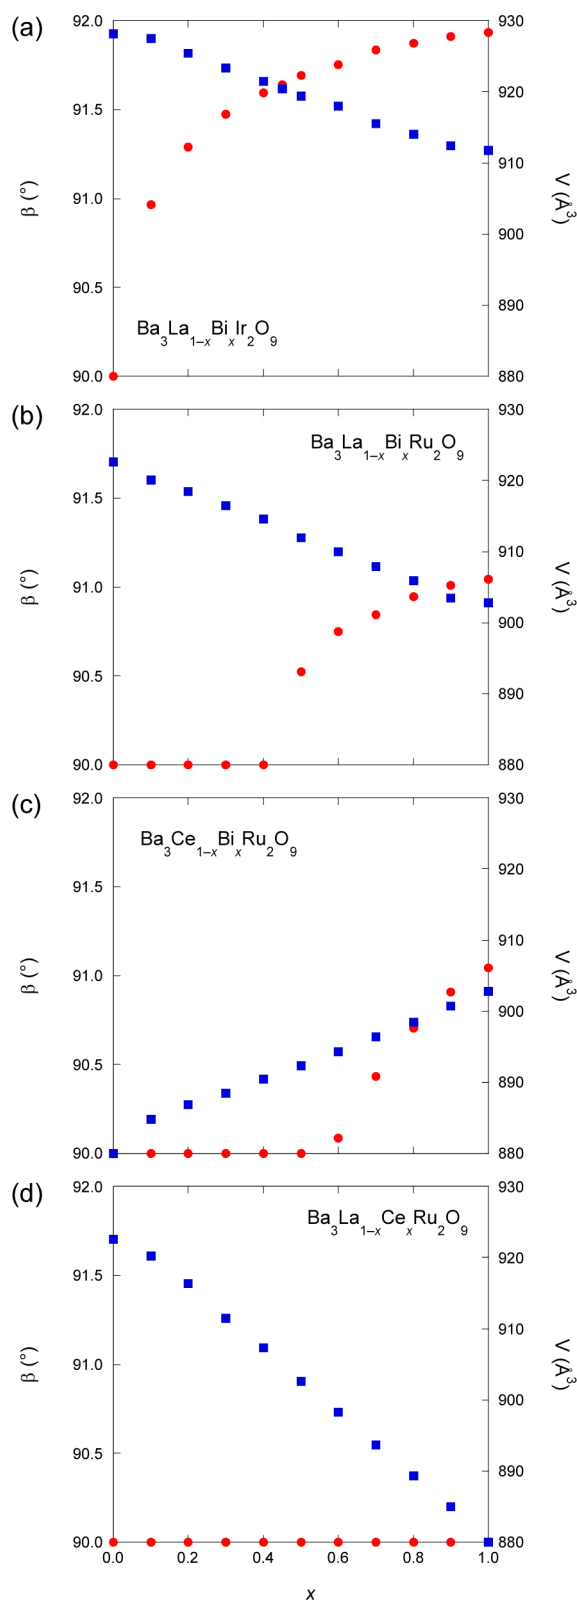 (a)
92.0
91.5
91.0
90.5
90.0
β (°)
930
920
910
900
890
880
V (Å³)
Ba₃La₁₋ₓBiₓIr₂O₉
(b)
92.0
91.5
91.0
90.5
90.0
β (°)
930
920
910
900
890
880
V (Å³)
Ba₃La₁₋ₓBiₓRu₂O₉
(c)
92.0
91.5
91.0
90.5
90.0
β (°)
930
920
910
900
890
880
V (Å³)
Ba₃Ce₁₋ₓBiₓRu₂O₉
(d)
92.0
91.5
91.0
90.5
90.0
β (°)
930
920
910
900
890
880
V (Å³)
Ba₃La₁₋ₓCeₓRu₂O₉
0.0 0.2 0.4 0.6 0.8 1.0
x